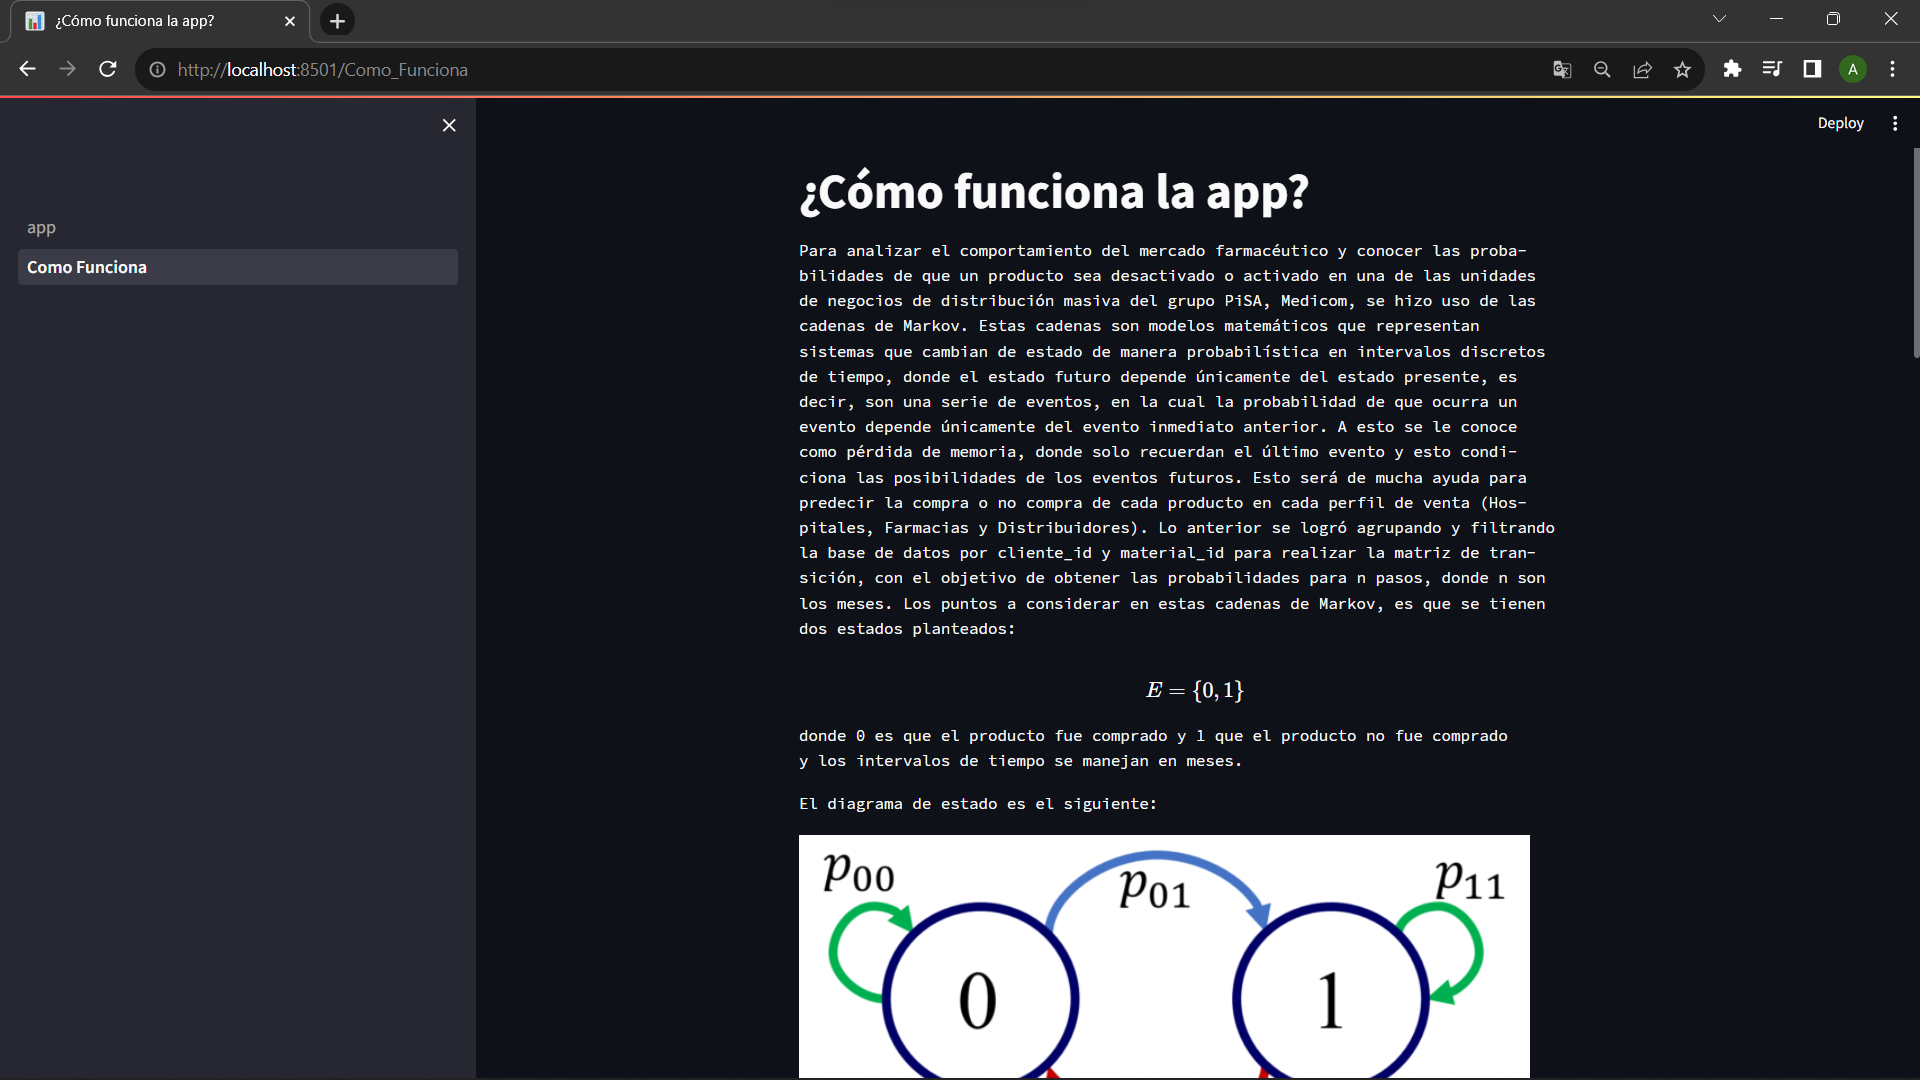 ¿Cómo funciona la app?
http://localhost:8501/Como_Funciona
A
Deploy
app
Como Funciona
¿Cómo funciona la app?
Para analizar el comportamiento del mercado farmacéutico y conocer las proba-
bilidades de que un producto sea desactivado o activado en una de las unidades
de negocios de distribución masiva del grupo PiSA, Medicom, se hizo uso de las
cadenas de Markov. Estas cadenas son modelos matemáticos que representan
sistemas que cambian de estado de manera probabilística en intervalos discretos
de tiempo, donde el estado futuro depende únicamente del estado presente, es
decir, son una serie de eventos, en la cual la probabilidad de que ocurra un
evento depende únicamente del evento inmediato anterior. A esto se le conoce
como pérdida de memoria, donde solo recuerdan el último evento y esto condi-
ciona las posibilidades de los eventos futuros. Esto será de mucha ayuda para
predecir la compra o no compra de cada producto en cada perfil de venta (Hos-
pitales, Farmacias y Distribuidores). Lo anterior se logró agrupando y filtrando
la base de datos por cliente_id y material_id para realizar la matriz de tran-
sición, con el objetivo de obtener las probabilidades para n pasos, donde n son
los meses. Los puntos a considerar en estas cadenas de Markov, es que se tienen
dos estados planteados:
E = {0, 1}
donde 0 es que el producto fue comprado y 1 que el producto no fue comprado
y los intervalos de tiempo se manejan en meses.
El diagrama de estado es el siguiente:
p00
p01
p11
0
1